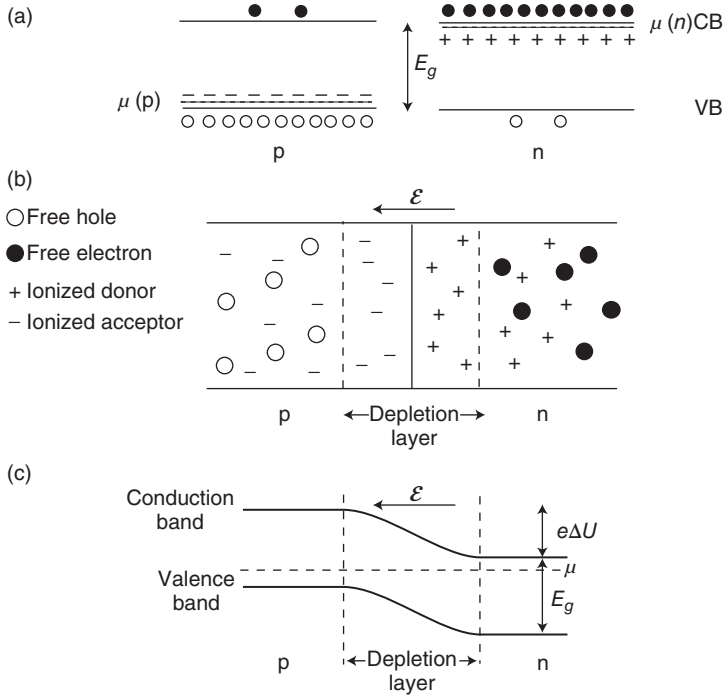 (a)
μ (n)CB
+ + + + + + + + +
E_g
μ (p)
VB
p
n
(b)
ℰ
Free hole
Free electron
+ Ionized donor
− Ionized acceptor
p
Depletion
layer
n
(c)
Conduction
band
ℰ
eΔU
μ
Valence
band
E_g
p
Depletion
layer
n